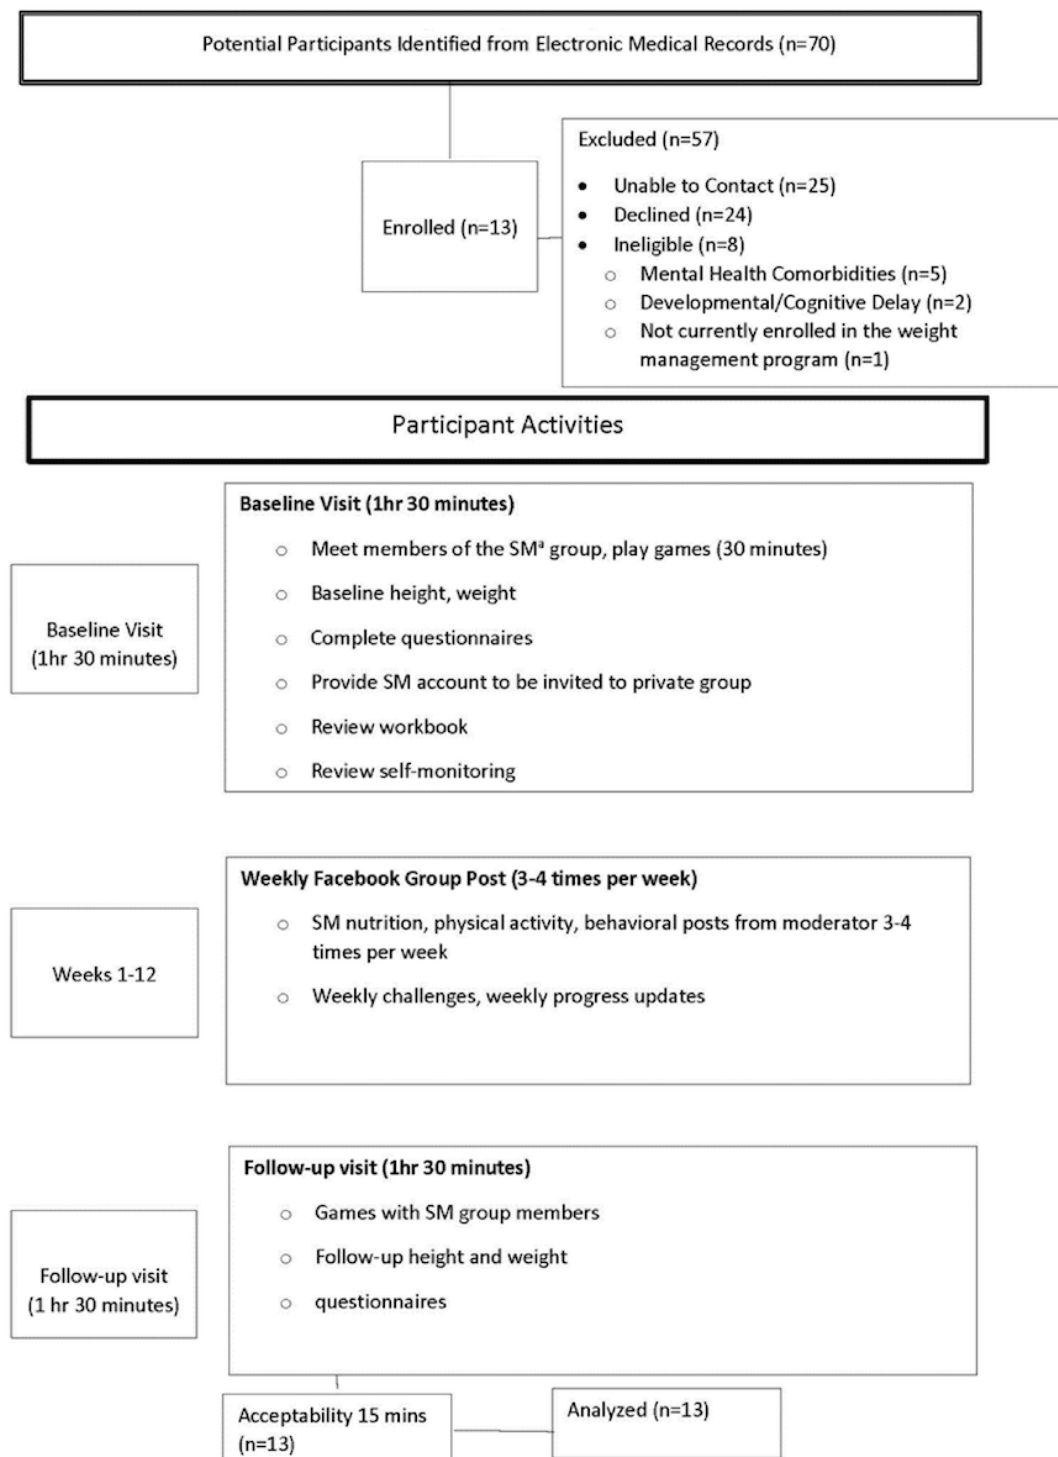 Potential Participants Identified from Electronic Medical Records (n=70)
Enrolled (n=13)
Excluded (n=57)
• Unable to Contact (n=25)
• Declined (n=24)
• Ineligible (n=8)
○ Mental Health Comorbidities (n=5)
○ Developmental/Cognitive Delay (n=2)
○ Not currently enrolled in the weight
management program (n=1)
Participant Activities
Baseline Visit
(1hr 30 minutes)
Baseline Visit (1hr 30 minutes)
○ Meet members of the SMª group, play games (30 minutes)
○ Baseline height, weight
○ Complete questionnaires
○ Provide SM account to be invited to private group
○ Review workbook
○ Review self-monitoring
Weeks 1-12
Weekly Facebook Group Post (3-4 times per week)
○ SM nutrition, physical activity, behavioral posts from moderator 3-4
times per week
○ Weekly challenges, weekly progress updates
Follow-up visit
(1 hr 30 minutes)
Follow-up visit (1hr 30 minutes)
○ Games with SM group members
○ Follow-up height and weight
○ questionnaires
Acceptability 15 mins
(n=13)
Analyzed (n=13)